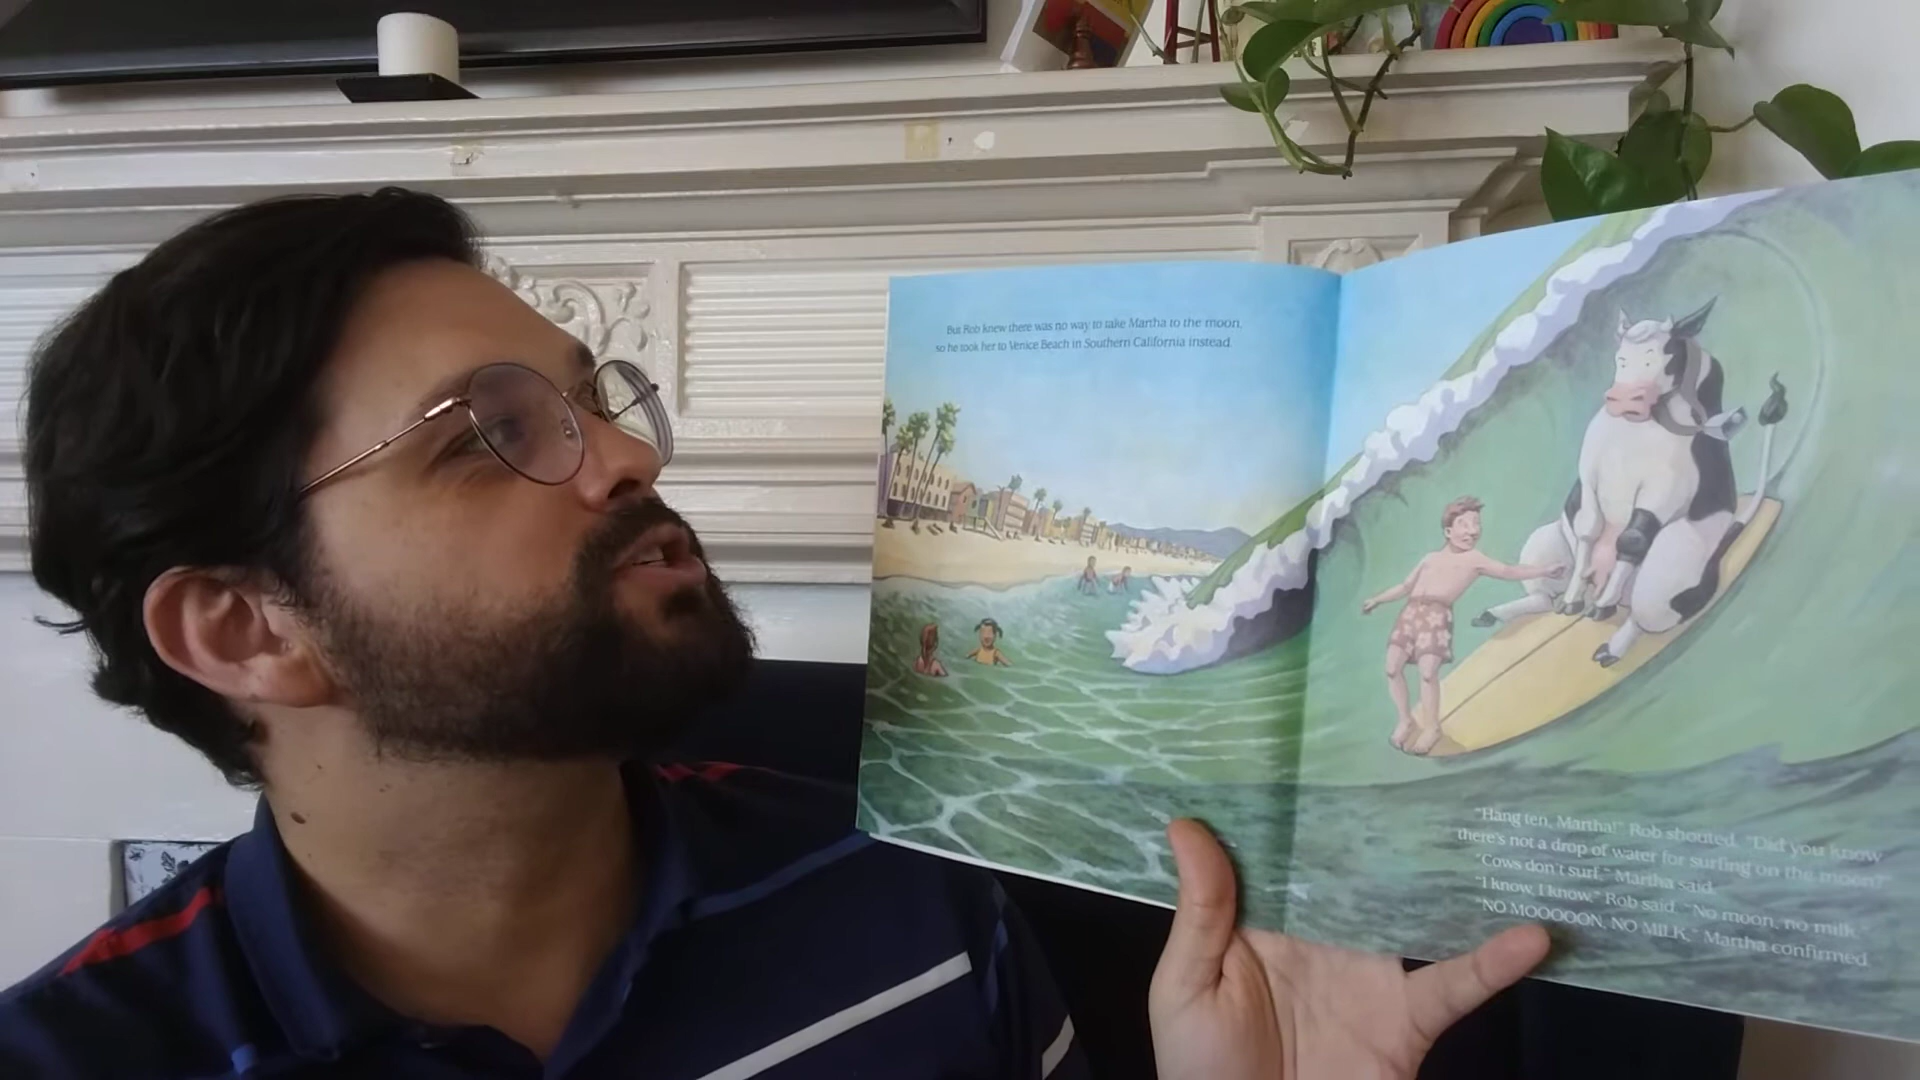 But Rob knew there was no way to take Martha to the moon,
so he took her to Venice Beach in Southern California instead.
"Hang ten, Martha!" Rob shouted. "Did you know
there's not a drop of water for surfing on the moon?"
"Cows don't surf," Martha said.
"I know, I know," Rob said. "No moon, no milk."
"NO MOOOOON, NO MILK," Martha confirmed.